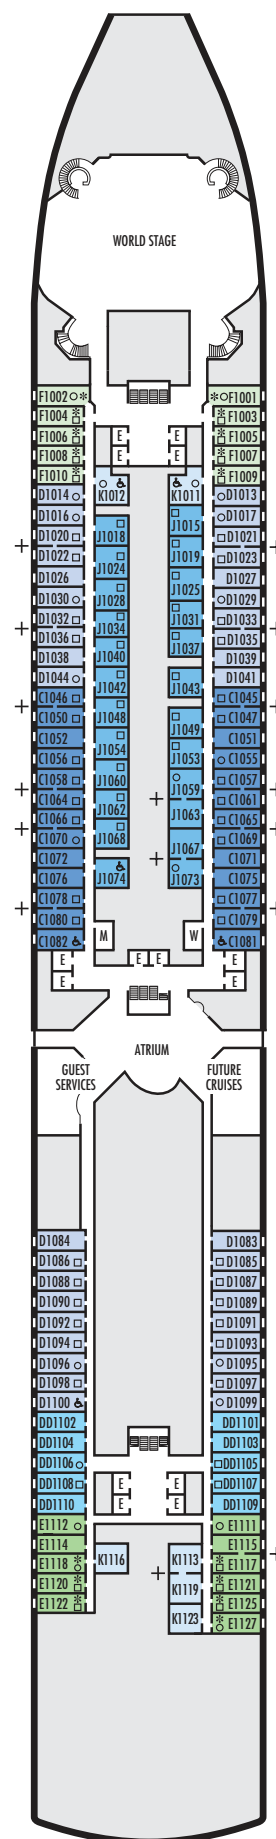 WORLD STAGE
F1002 F1001
F1004 F1003
F1006 E E F1005
F1008 E E F1007
F1010 F1009
D1014 K1012 K1011 D1013
D1016 J1015 D1017
D1020 J1018 D1021
D1022 J1019 D1023
D1026 J1024 J1025 D1027
D1030 J1028 D1029
D1032 J1034 J1031 D1033
D1036 J1037 D1035
D1038 J1040 D1039
D1044 J1042 J1043 D1041
C1046 C1045
C1050 J1048 J1049 C1047
C1052 J1054 J1053 C1051
C1056 C1055
C1058 J1060 J1059 C1057
C1064 J1062 J1063 C1061
C1066 C1065
C1070 J1068 J1067 C1069
C1072 C1071
C1076 J1074 J1073 C1075
C1078 C1077
C1080 M W C1079
C1082 C1081
E E E E
E E
ATRIUM
GUEST
SERVICES
FUTURE
CRUISES
D1084 D1083
D1086 D1085
D1088 D1087
D1090 D1089
D1092 D1091
D1094 D1093
D1096 D1095
D1098 D1097
D1100 D1099
DD1102 DD1101
DD1104 DD1103
DD1106 DD1105
DD1108 E E DD1107
DD1110 E E DD1109
E1112 E1111
E1114 E1115
E1118 K1116 K1113 E1117
E1120 K1119 E1121
E1122 E1125
K1123 E1127